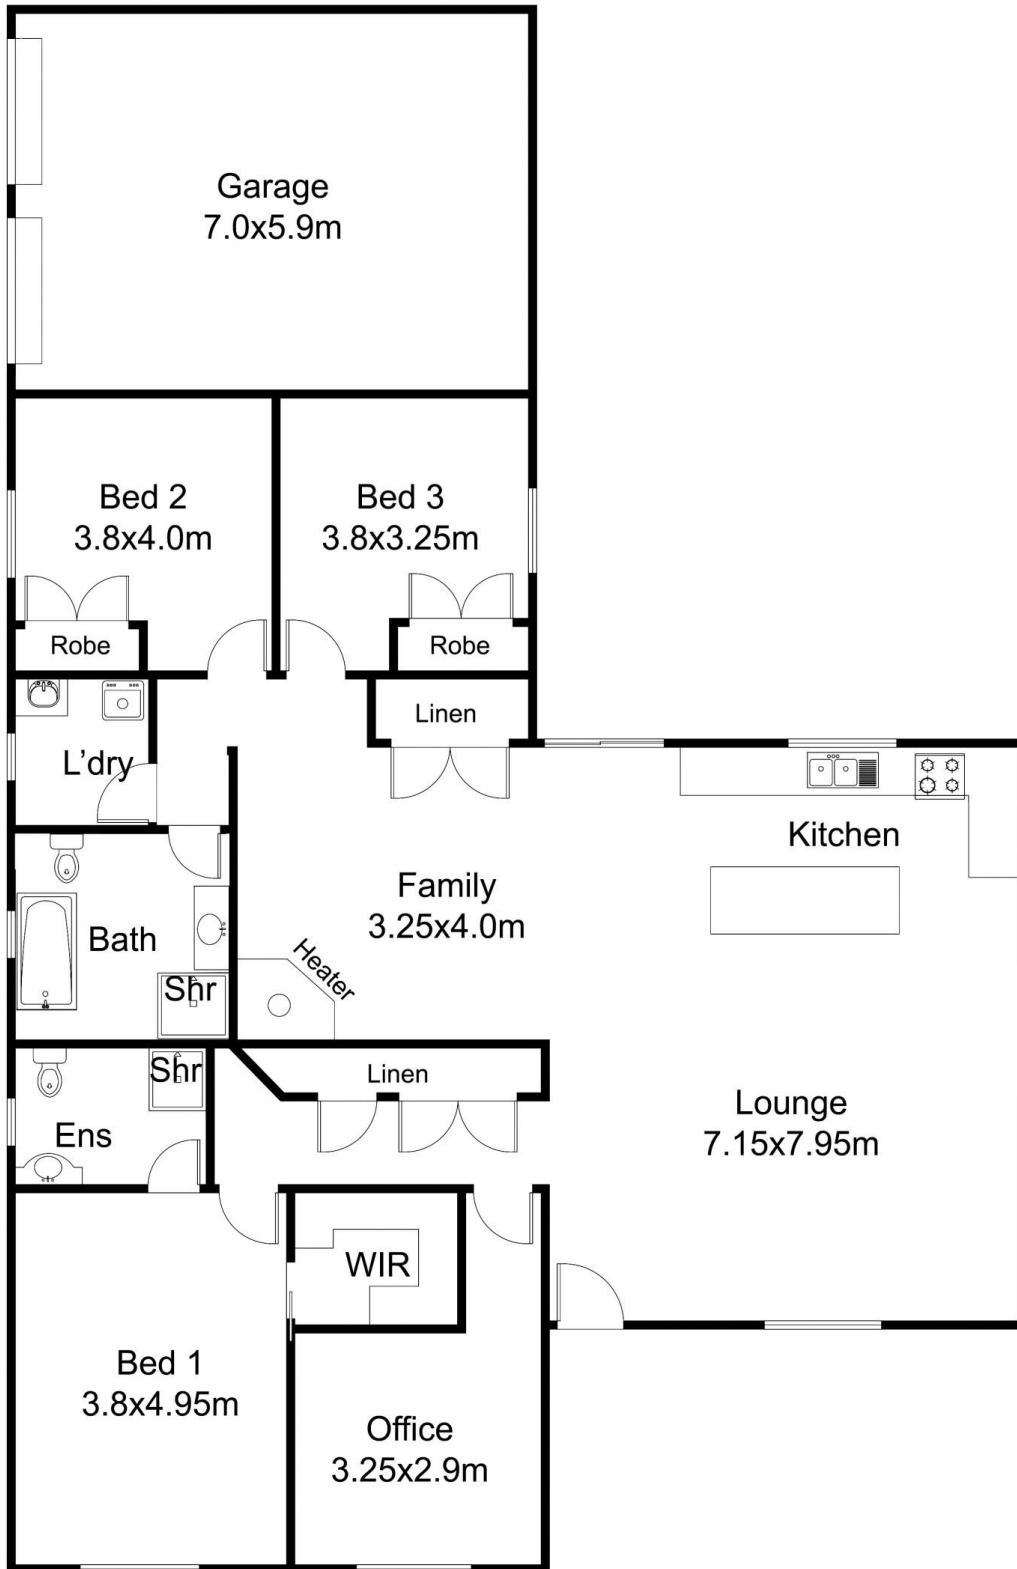 Garage
7.0x5.9m
Bed 2
3.8x4.0m
Bed 3
3.8x3.25m
Robe
Robe
Linen
L'dry
Kitchen
Family
3.25x4.0m
Bath
Heater
Shr
Shr
Linen
Ens
Lounge
7.15x7.95m
WIR
Bed 1
3.8x4.95m
Office
3.25x2.9m